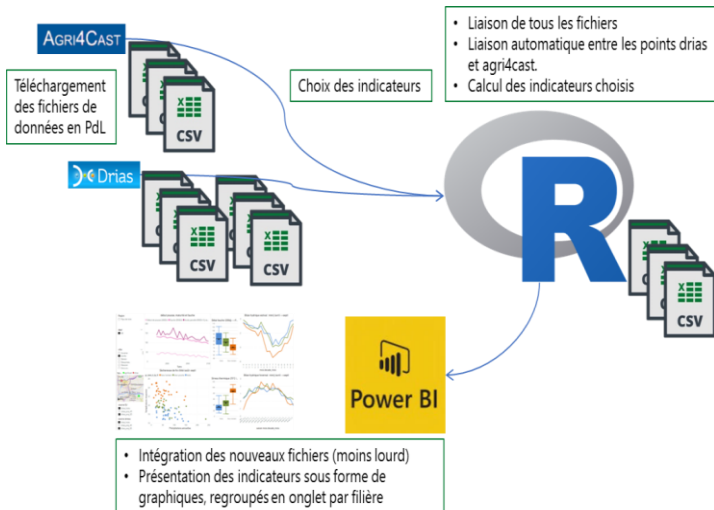 AGRI4CAST
Téléchargement
des fichiers de
données en PdL
CSV
Choix des indicateurs
• Liaison de tous les fichiers
• Liaison automatique entre les points drias
et agri4cast.
• Calcul des indicateurs choisis
Drias
CSV
CSV
R
CSV
Power BI
• Intégration des nouveaux fichiers (moins lourd)
• Présentation des indicateurs sous forme de
graphiques, regroupés en onglet par filière